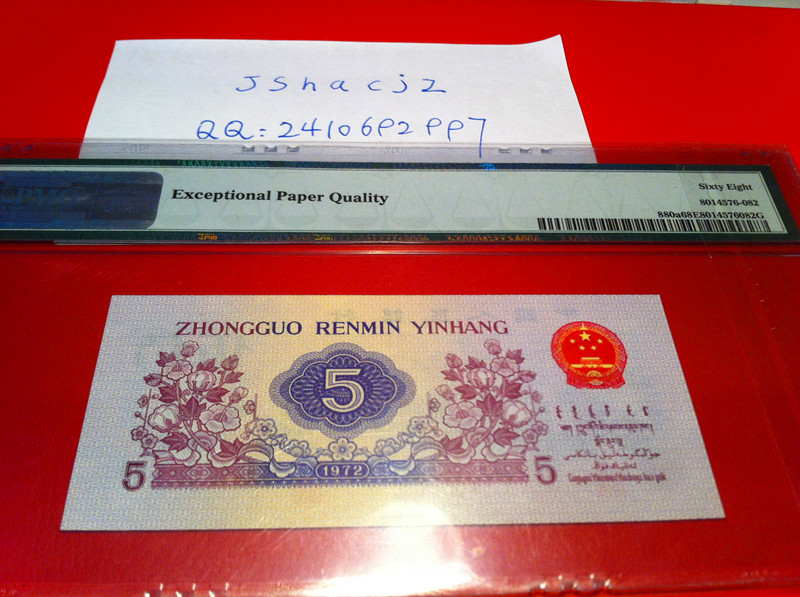 JShacjz
QQ: 2410692997
Exceptional Paper Quality
Sixty Eight
8014576-082
880a68E8014576082G
ZHONGGUO RENMIN YINHANG
5
1972
5
5